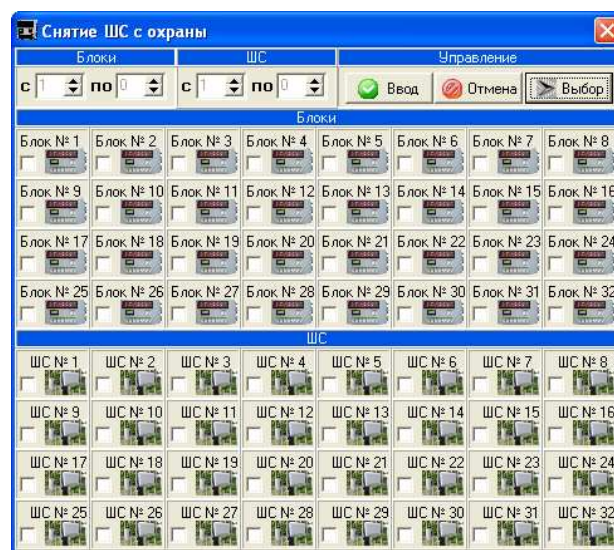 Снятие ШС с охраны
Блоки ШС Управление
с 1 по 0 с 1 по 0 Ввод Отмена Выбор
Блоки
Блок № 1 Блок № 2 Блок № 3 Блок № 4 Блок № 5 Блок № 6 Блок № 7 Блок № 8
Блок № 9 Блок № 10 Блок № 11 Блок № 12 Блок № 13 Блок № 14 Блок № 15 Блок № 16
Блок № 17 Блок № 18 Блок № 19 Блок № 20 Блок № 21 Блок № 22 Блок № 23 Блок № 24
Блок № 25 Блок № 26 Блок № 27 Блок № 28 Блок № 29 Блок № 30 Блок № 31 Блок № 32
ШС
ШС № 1 ШС № 2 ШС № 3 ШС № 4 ШС № 5 ШС № 6 ШС № 7 ШС № 8
ШС № 9 ШС № 10 ШС № 11 ШС № 12 ШС № 13 ШС № 14 ШС № 15 ШС № 16
ШС № 17 ШС № 18 ШС № 19 ШС № 20 ШС № 21 ШС № 22 ШС № 23 ШС № 24
ШС № 25 ШС № 26 ШС № 27 ШС № 28 ШС № 29 ШС № 30 ШС № 31 ШС № 32